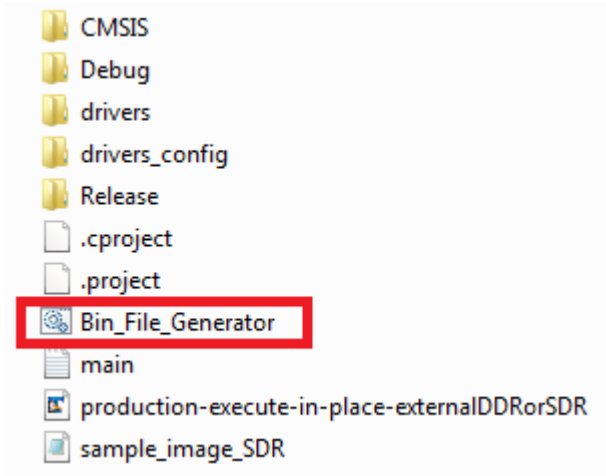 CMSIS
Debug
drivers
drivers_config
Release
.cproject
.project
Bin_File_Generator
main
production-execute-in-place-externalDDRorSDR
sample_image_SDR